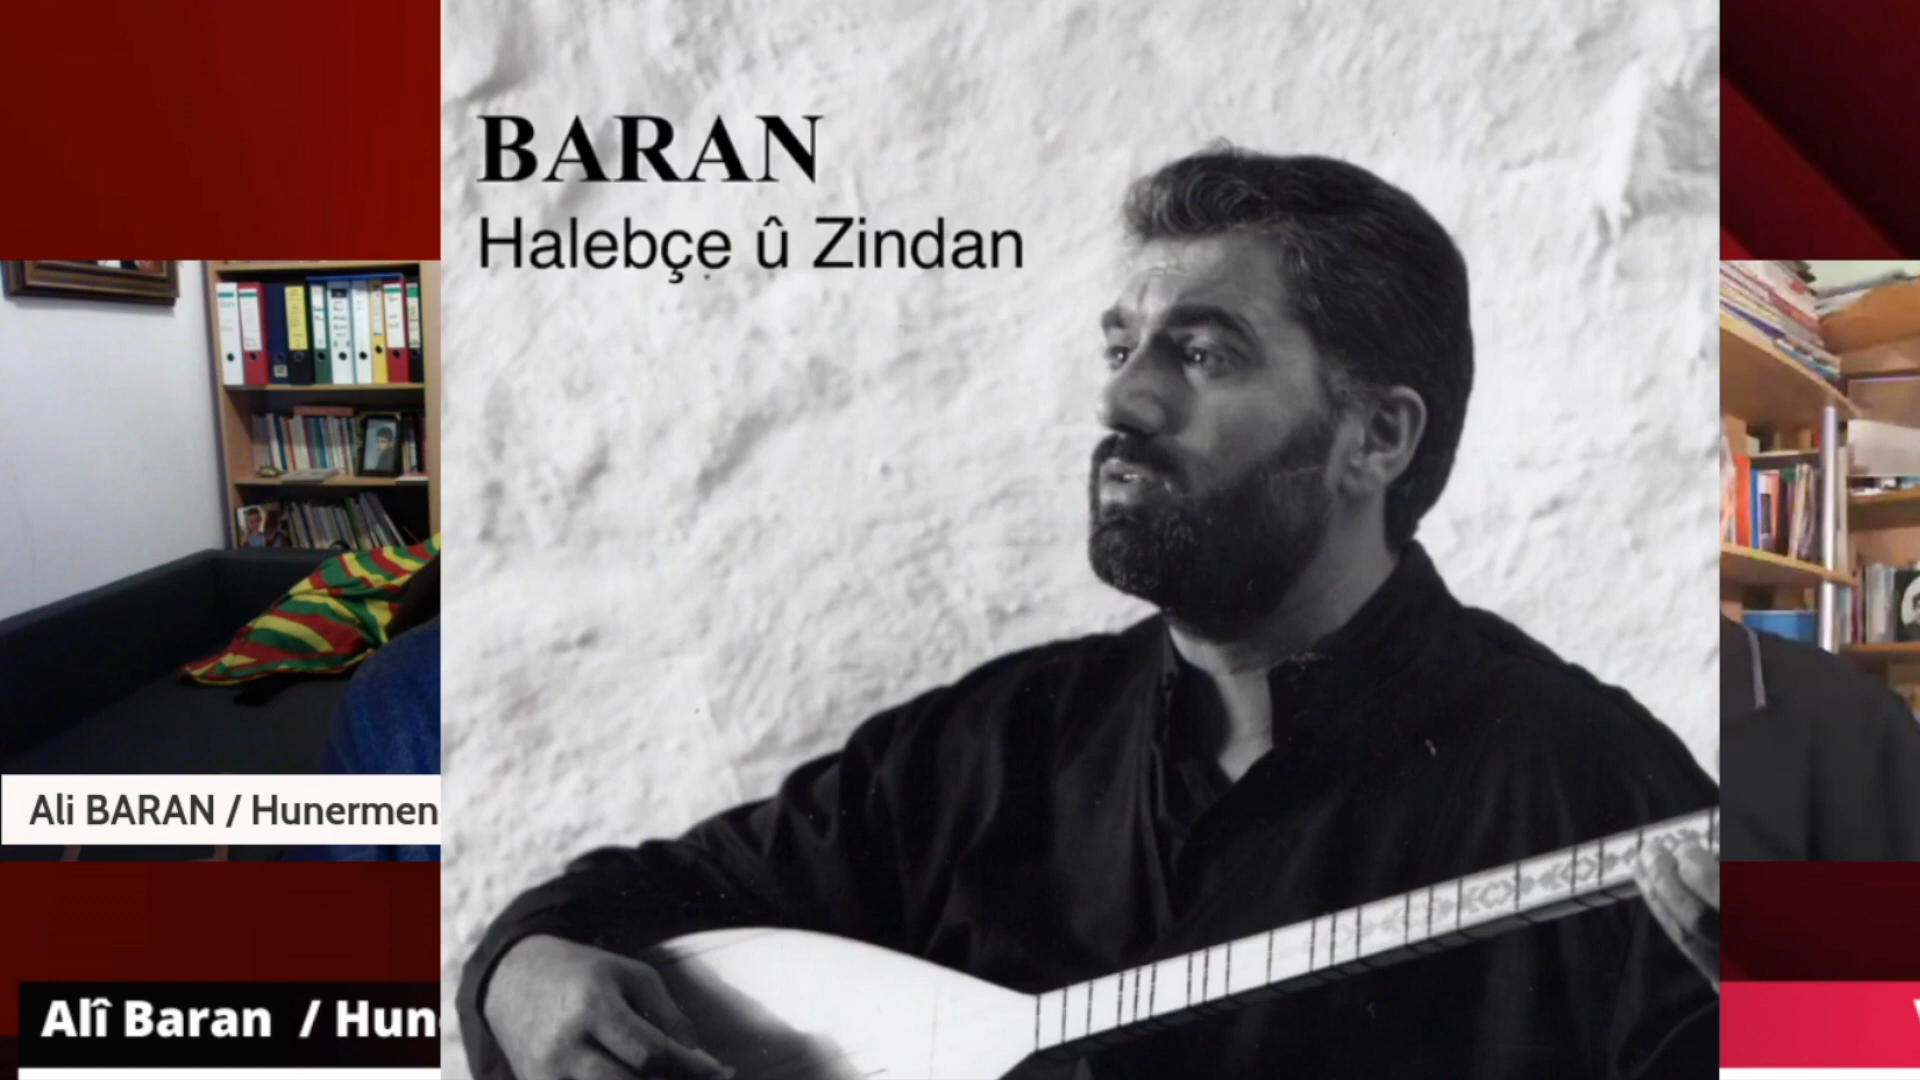 BARAN
Halebçe û Zindan
Ali BARAN / Hunermen
Alî Baran / Hun